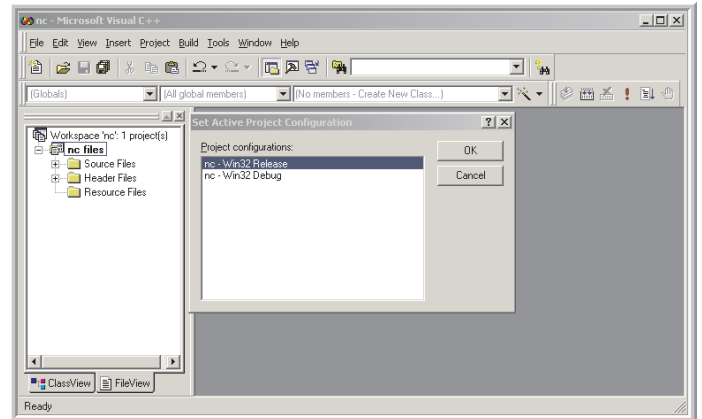 nc - Microsoft Visual C++
File Edit View Insert Project Build Tools Window Help
(Globals) (All global members) (No members - Create New Class...)
Workspace 'nc': 1 project(s)
nc files
Source Files
Header Files
Resource Files
Set Active Project Configuration
Project configurations:
nc - Win32 Release
nc - Win32 Debug
OK
Cancel
ClassView FileView
Ready